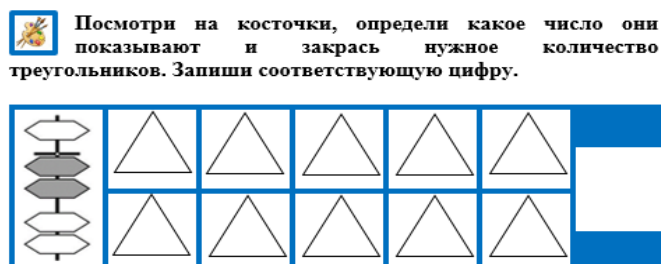 Посмотри на косточки, определи какое число они
показывают и закрась нужное количество
треугольников. Запиши соответствующую цифру.